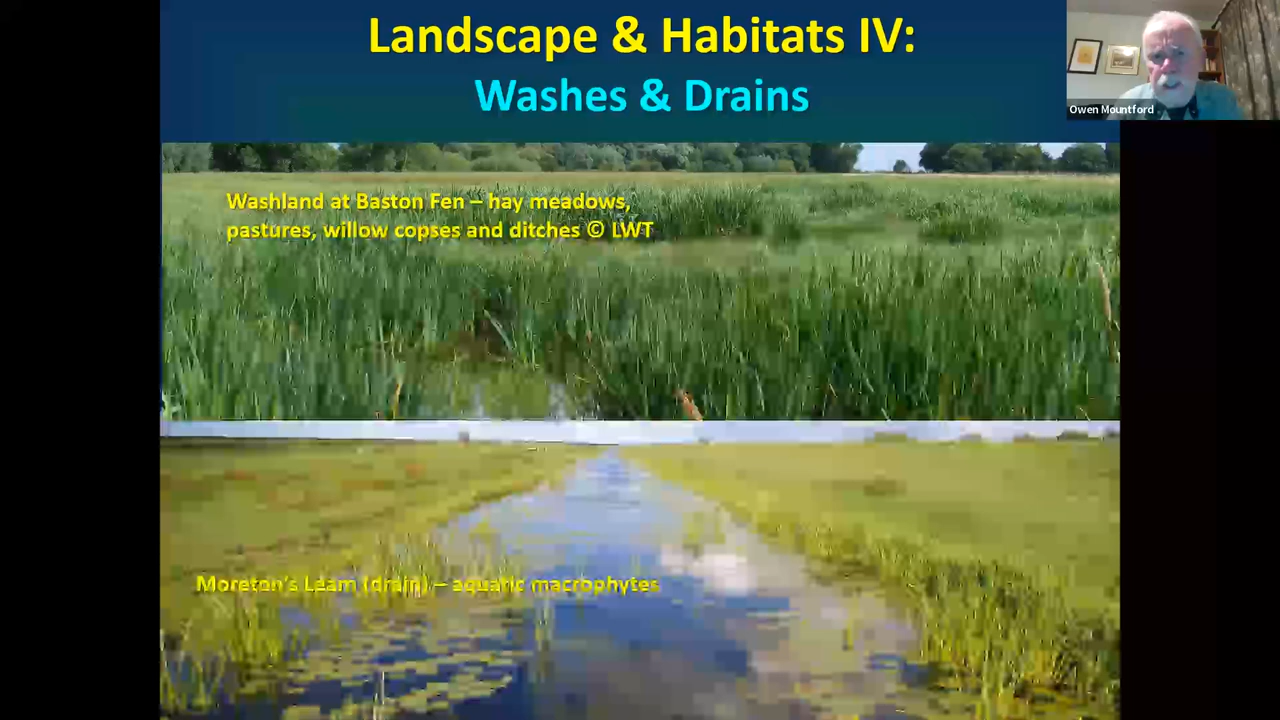 Landscape & Habitats IV:
Washes & Drains
Owen Mountford
Washland at Baston Fen – hay meadows,
pastures, willow copses and ditches © LWT
Moreton's Leam (drain) – aquatic macrophytes